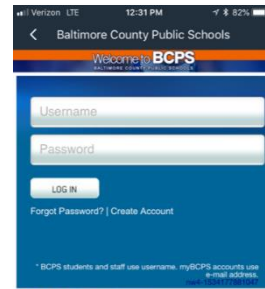 Verizon LTE 12:31 PM 82%
Baltimore County Public Schools
Welcome to BCPS
BALTIMORE COUNTY PUBLIC SCHOOLS
Username
Password
LOG IN
Forgot Password? | Create Account
* BCPS students and staff use username. myBCPS accounts use
e-mail address.